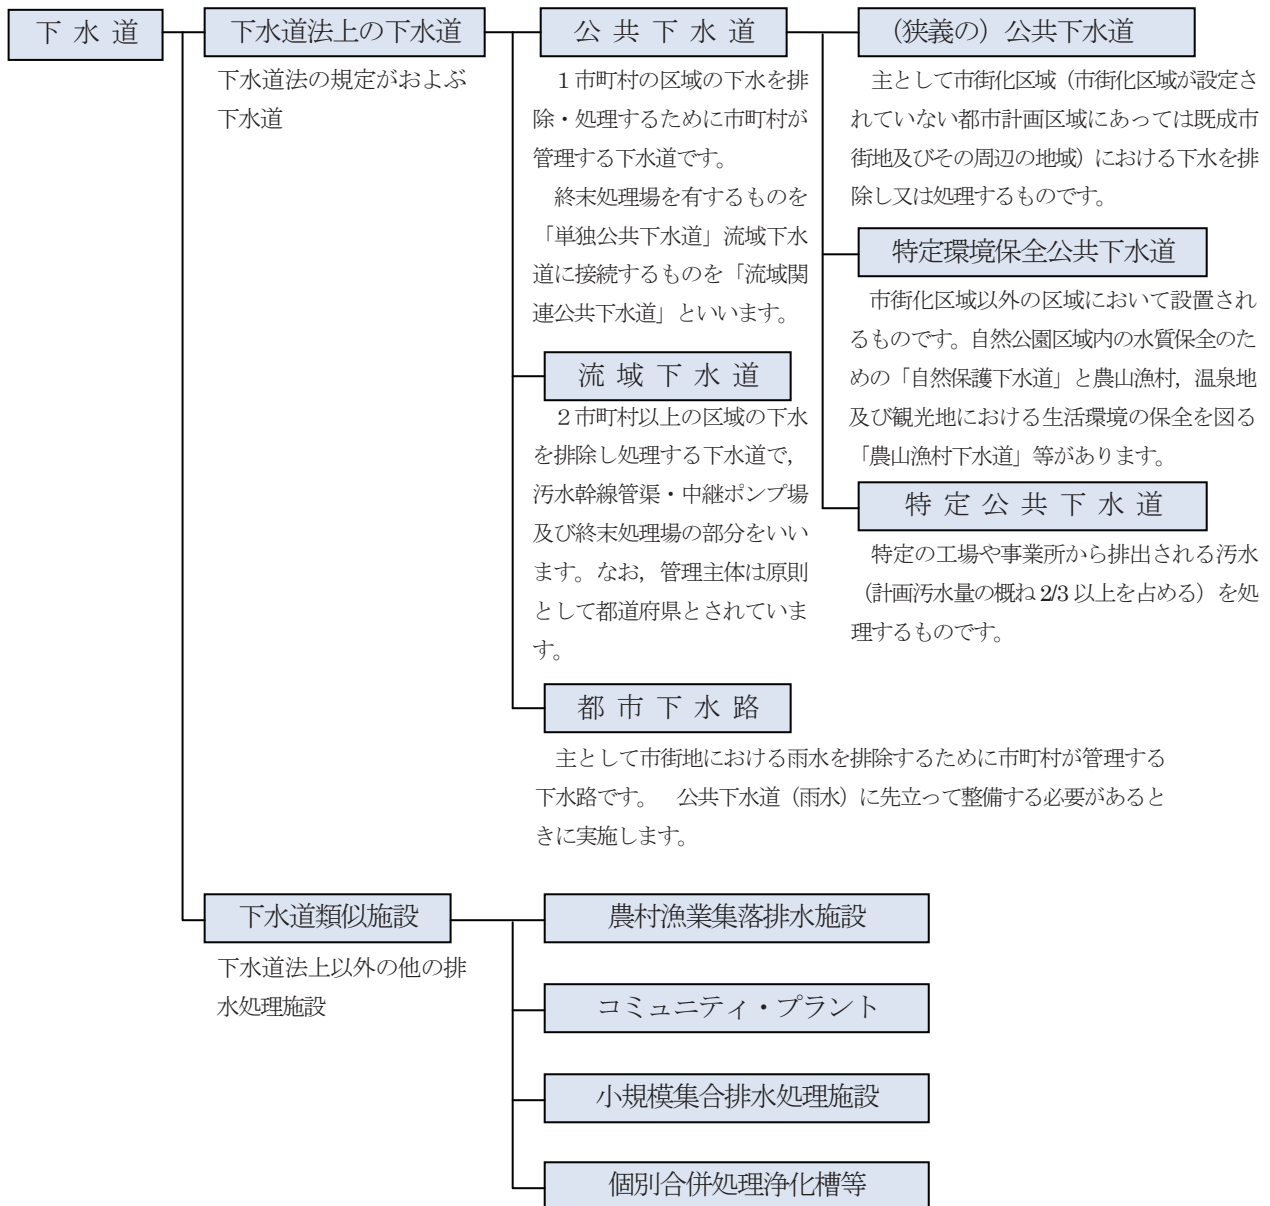 下水道
下水道法上の下水道
下水道法の規定がおよぶ
下水道
公共下水道
1市町村の区域の下水を排
除・処理するために市町村が
管理する下水道です。
終末処理場を有するものを
「単独公共下水道」流域下水
道に接続するものを「流域関
連公共下水道」といいます。
(狭義の)公共下水道
主として市街化区域(市街化区域が設定さ
れていない都市計画区域にあっては既成市
街地及びその周辺の地域)における下水を排
除し又は処理するものです。
特定環境保全公共下水道
市街化区域以外の区域において設置され
るものです。自然公園区域内の水質保全のた
めの「自然保護下水道」と農山漁村,温泉地
及び観光地における生活環境の保全を図る
「農山漁村下水道」等があります。
特定公共下水道
特定の工場や事業所から排出される汚水
(計画汚水量の概ね2/3以上を占める)を処
理するものです。
流域下水道
2市町村以上の区域の下水
を排除し処理する下水道で,
汚水幹線管渠・中継ポンプ場
及び終末処理場の部分をいい
ます。なお,管理主体は原則
として都道府県とされていま
す。
都市下水路
主として市街地における雨水を排除するために市町村が管理する
下水路です。 公共下水道(雨水)に先立って整備する必要があると
きに実施します。
下水道類似施設
下水道法上以外の他の排
水処理施設
農村漁業集落排水施設
コミュニティ・プラント
小規模集合排水処理施設
個別合併処理浄化槽等